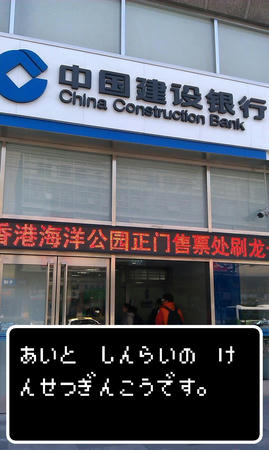 中国建设银行
China Construction Bank
香港海洋公园正门售票处刷龙
あいと　しんらいの　け
んせつぎんこうです。